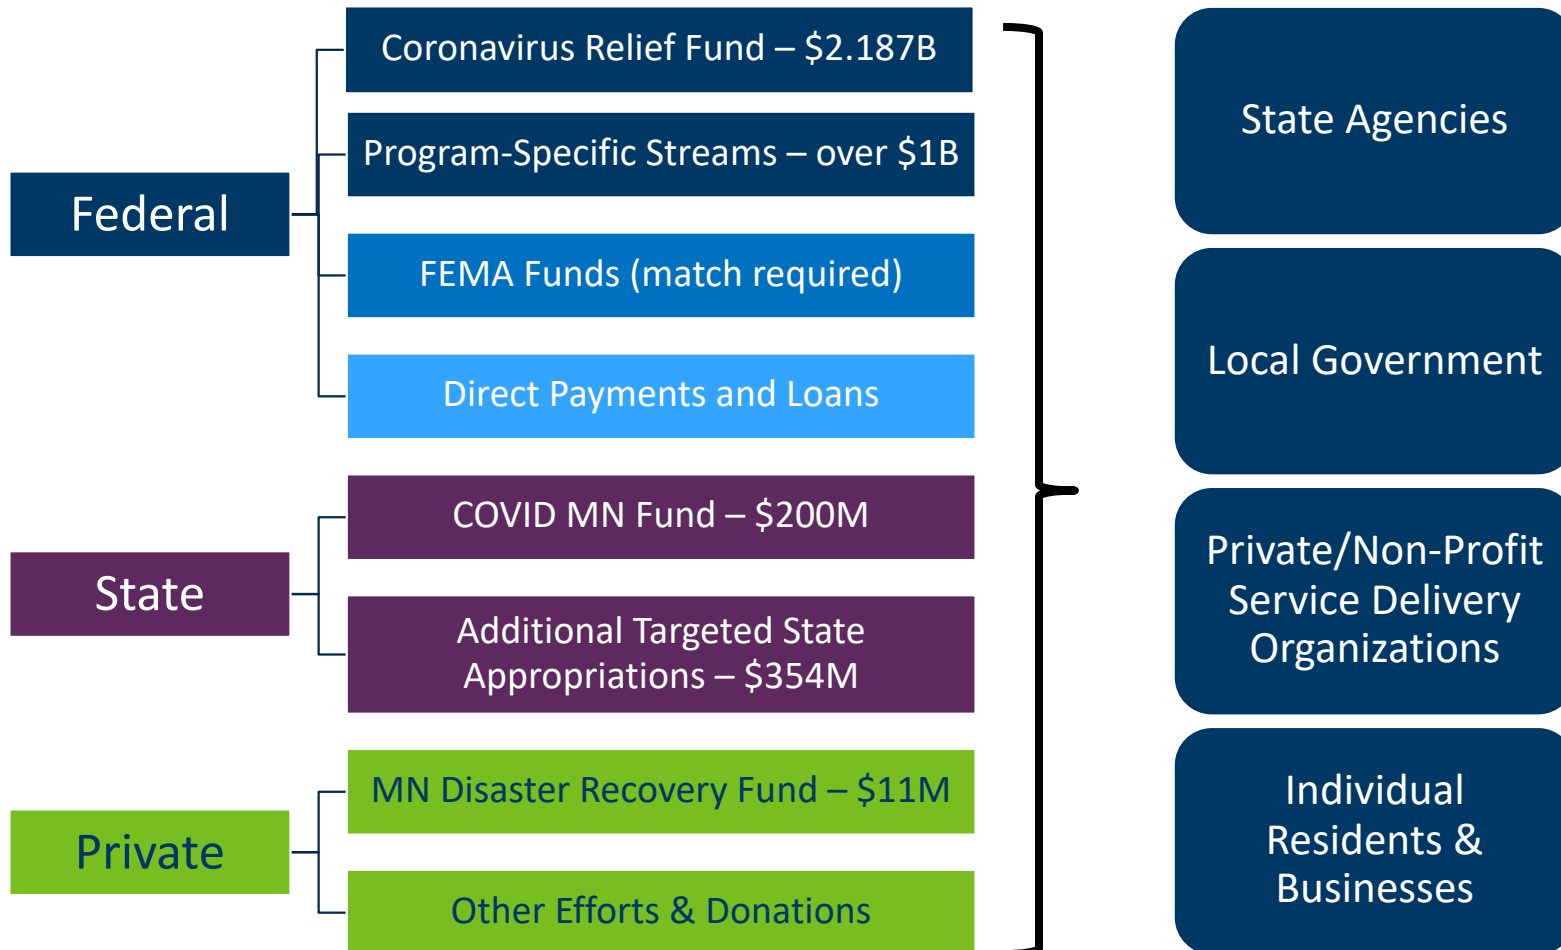 Federal
Coronavirus Relief Fund – $2.187B
Program-Specific Streams – over $1B
FEMA Funds (match required)
Direct Payments and Loans
State
COVID MN Fund – $200M
Additional Targeted State
Appropriations – $354M
Private
MN Disaster Recovery Fund – $11M
Other Efforts & Donations
State Agencies
Local Government
Private/Non-Profit
Service Delivery
Organizations
Individual
Residents &
Businesses